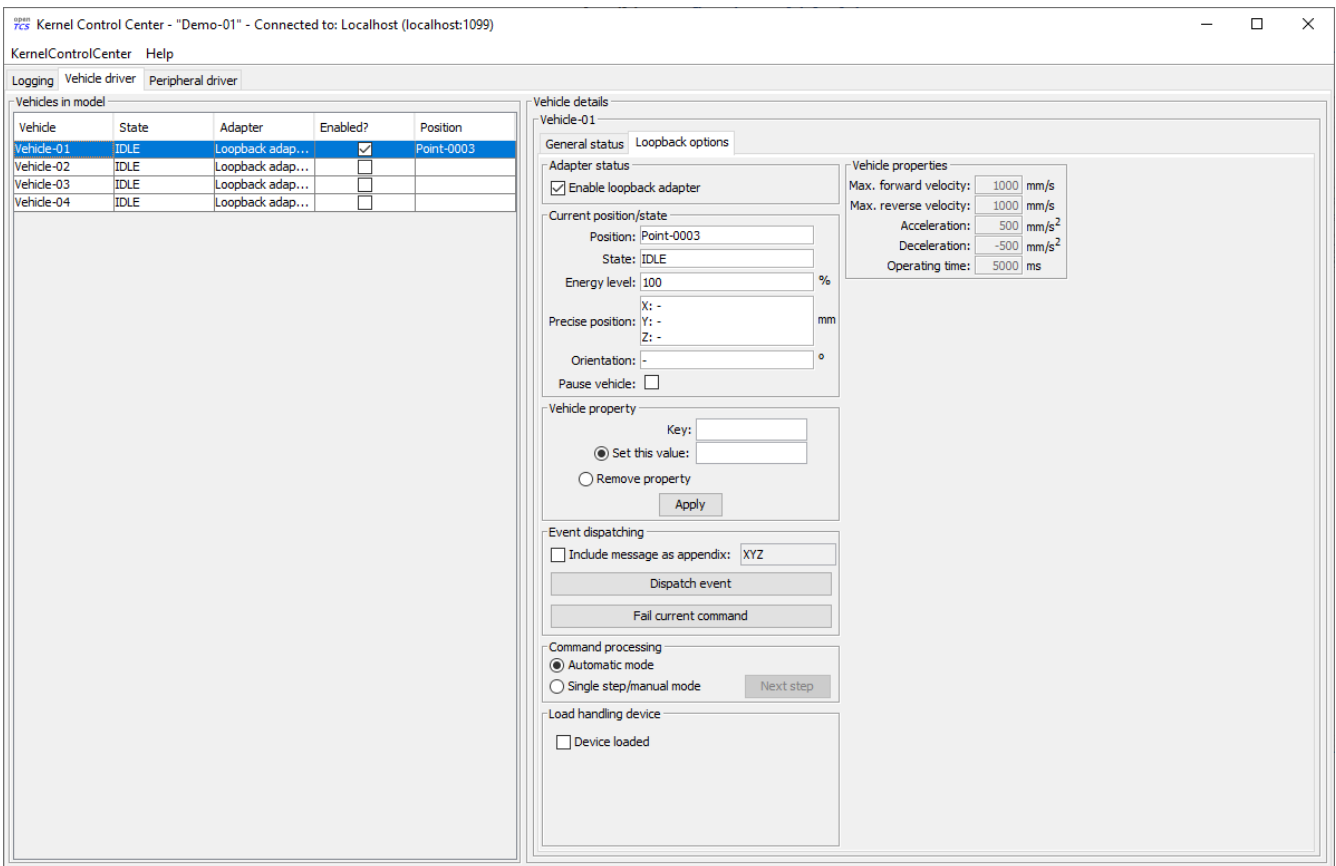 open TCS Kernel Control Center - "Demo-01" - Connected to: Localhost (localhost:1099)
KernelControlCenter Help
Logging Vehicle driver Peripheral driver
Vehicles in model
Vehicle State Adapter Enabled? Position
Vehicle-01 IDLE Loopback adap... Point-0003
Vehicle-02 IDLE Loopback adap...
Vehicle-03 IDLE Loopback adap...
Vehicle-04 IDLE Loopback adap...
Vehicle details
Vehicle-01
General status Loopback options
Adapter status
Enable loopback adapter
Current position/state
Position: Point-0003
State: IDLE
Energy level: 100 %
Precise position: X: -
Y: - mm
Z: -
Orientation: - º
Pause vehicle:
Vehicle property
Key:
Set this value:
Remove property
Apply
Event dispatching
Include message as appendix: XYZ
Dispatch event
Fail current command
Command processing
Automatic mode
Single step/manual mode Next step
Load handling device
Device loaded
Vehicle properties
Max. forward velocity: 1000 mm/s
Max. reverse velocity: 1000 mm/s
Acceleration: 500 mm/s²
Deceleration: -500 mm/s²
Operating time: 5000 ms